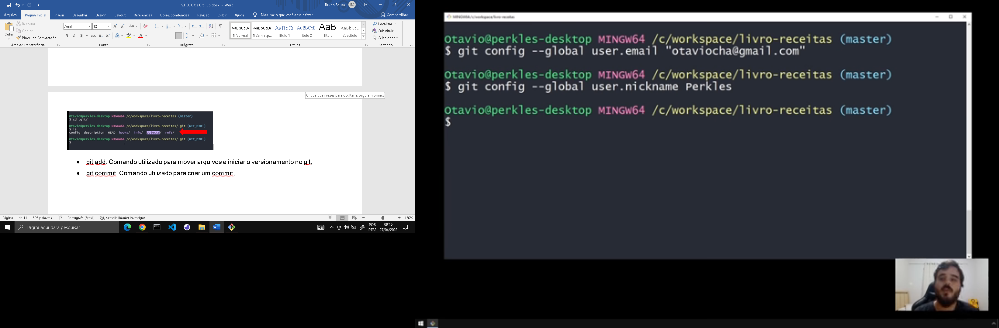 S.F.D. Git e GitHub.docx - Word
Bruno Souza
BS
Arquivo
Página Inicial
Inserir
Desenhar
Design
Layout
Referências
Correspondências
Revisão
Exibir
Ajuda
Diga-me o que você deseja fazer
Compartilhar
Colar
Recortar
Copiar
Pincel de Formatação
Área de Transferência
Arial
12
Aa
N I S abc x₂ x²
Fonte
Parágrafo
AaBbCcDc
AaBbCcDc
AaBbCc
AaBbCcE
AaB
AaBbCcC
¶ Normal
¶ Sem Esp...
Título 1
Título 2
Título
Subtítulo
Estilos
Localizar
Substituir
Selecionar
Editando
Clique duas vezes para ocultar espaço em branco
Otavio@perkles-desktop MINGW64 /c/workspace/livro-receitas (master)
$ cd .git/
Otavio@perkles-desktop MINGW64 /c/workspace/livro-receitas/.git (GIT_DIR!)
$ ls
config description HEAD hooks/ info/ objects/ refs/
Otavio@perkles-desktop MINGW64 /c/workspace/livro-receitas/.git (GIT_DIR!)
$
• git add: Comando utilizado para mover arquivos e iniciar o versionamento no git,
• git commit: Comando utilizado para criar um commit,
Página 11 de 11
805 palavras
Português (Brasil)
Acessibilidade: investigar
130%
Digite aqui para pesquisar
POR
PTB2
09:16
27/04/2022
MINGW64:/c/workspace/livro-receitas
Otavio@perkles-desktop MINGW64 /c/workspace/livro-receitas (master)
$ git config --global user.email "otaviocha@gmail.com"
Otavio@perkles-desktop MINGW64 /c/workspace/livro-receitas (master)
$ git config --global user.nickname Perkles
Otavio@perkles-desktop MINGW64 /c/workspace/livro-receitas (master)
$